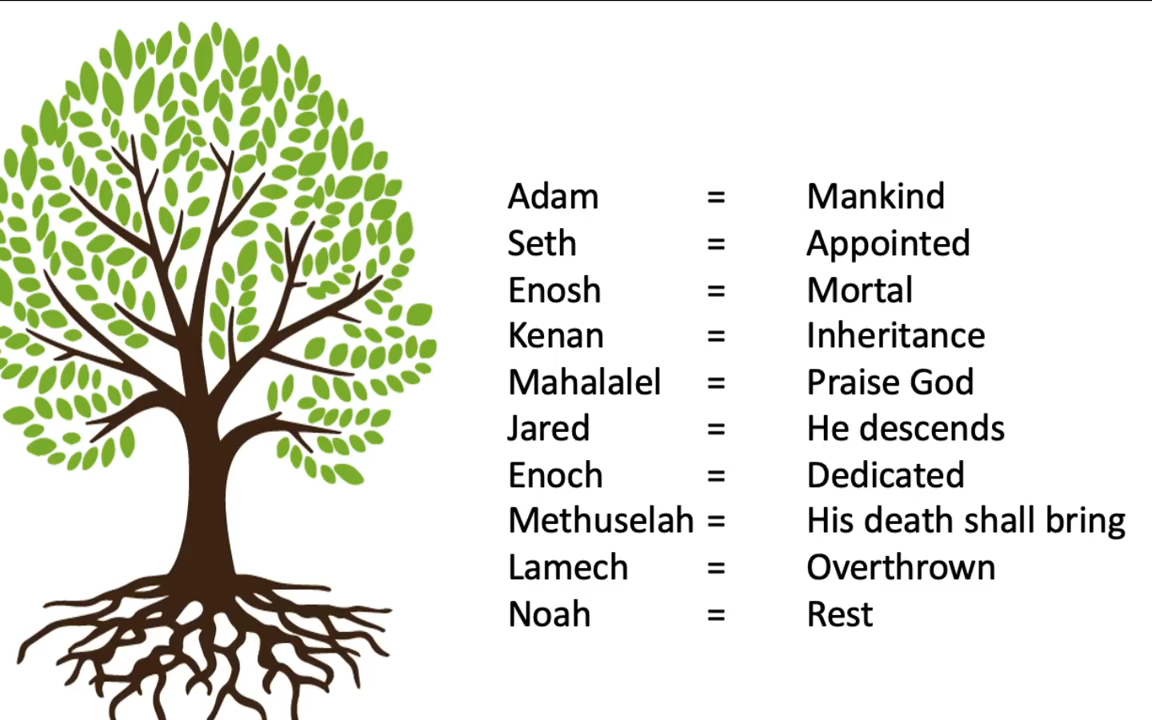 Adam = Mankind
Seth = Appointed
Enosh = Mortal
Kenan = Inheritance
Mahalalel = Praise God
Jared = He descends
Enoch = Dedicated
Methuselah = His death shall bring
Lamech = Overthrown
Noah = Rest